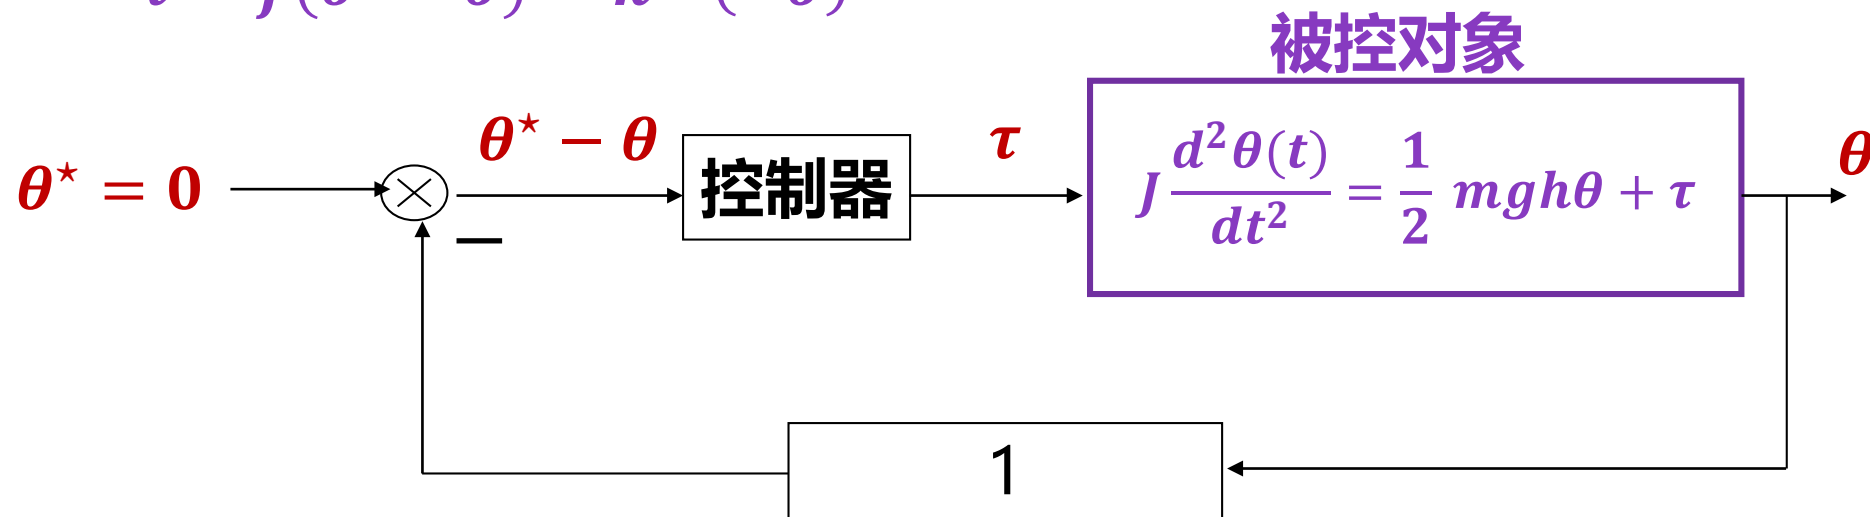 被控对象
θ* = 0
θ* − θ
控制器
τ
J d²θ(t)/dt² = 1/2 mghθ + τ
θ
−
1